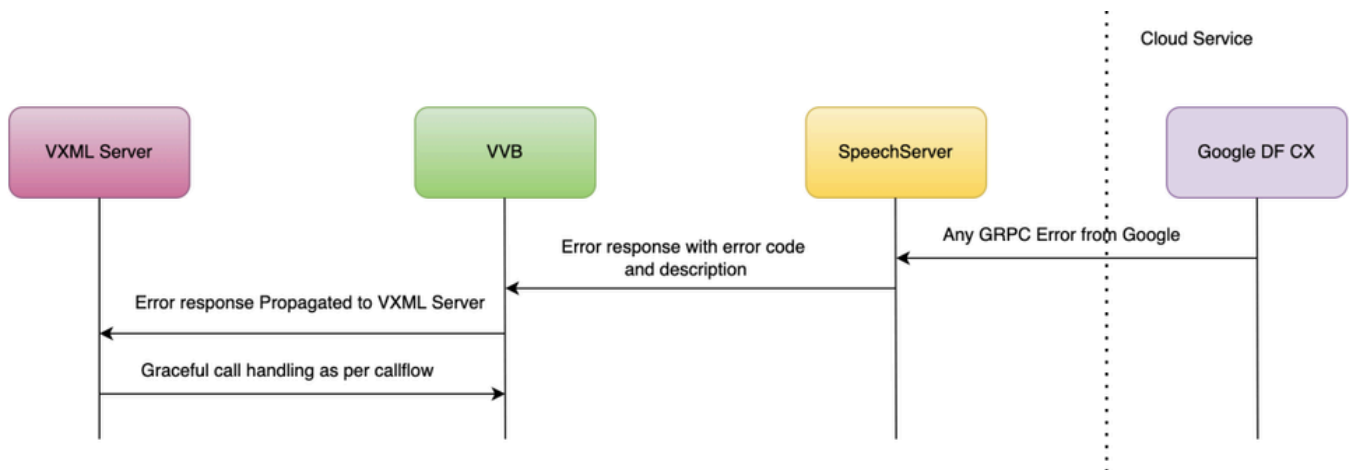 Cloud Service
VXML Server
VVB
SpeechServer
Google DF CX
Any GRPC Error from Google
Error response with error code
and description
Error response Propagated to VXML Server
Graceful call handling as per callflow